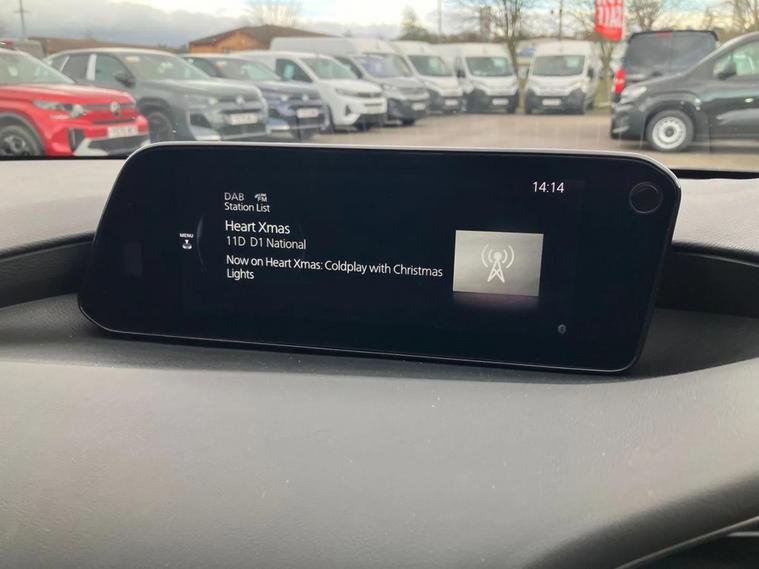 14:14
DAB FM
Station List
Heart Xmas
MENU
11D D1 National
Now on Heart Xmas: Coldplay with Christmas
Lights